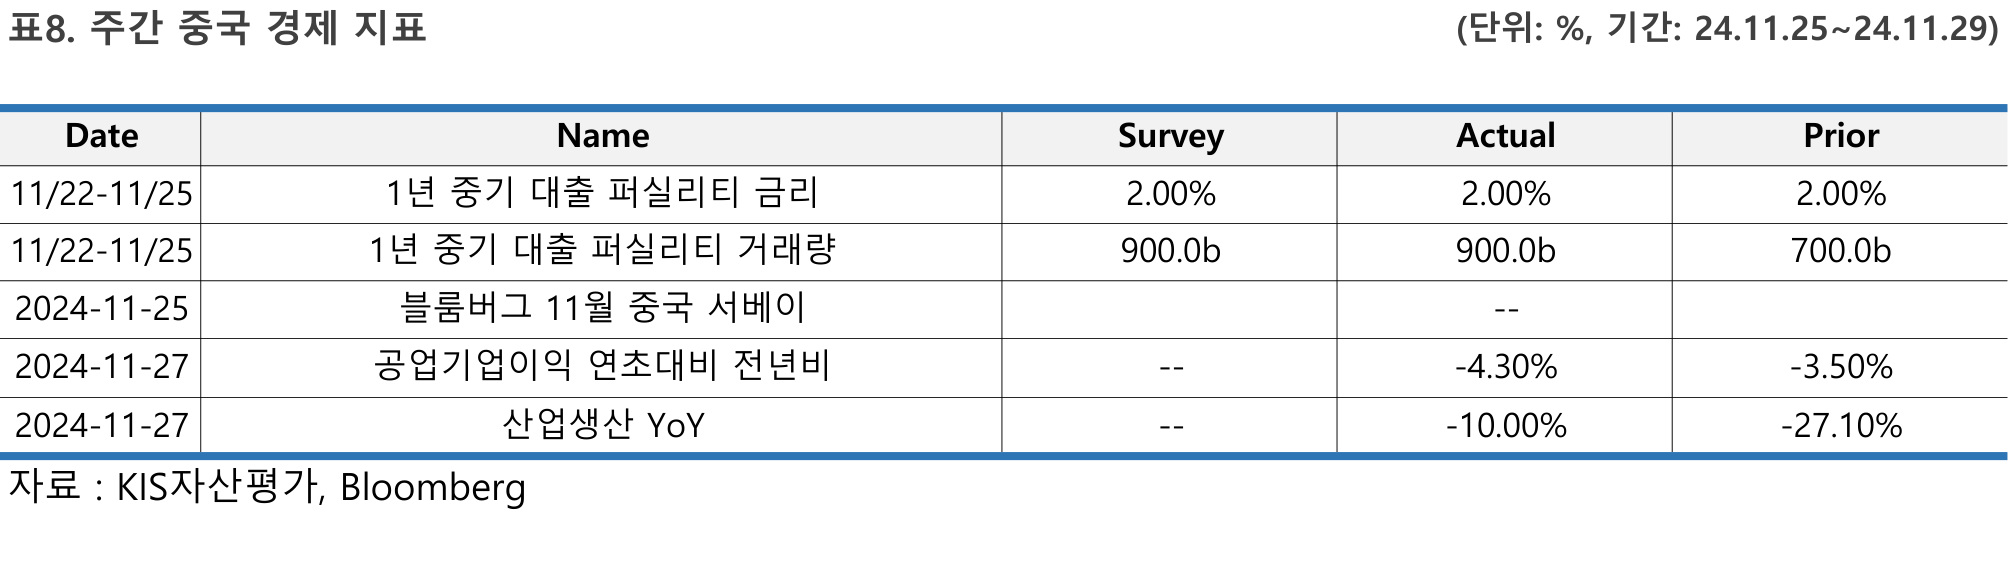 표8. 주간 중국 경제 지표 (단위: %, 기간: 24.11.25~24.11.29)
Date Name Survey Actual Prior
11/22-11/25 1년 중기 대출 퍼실리티 금리 2.00% 2.00% 2.00%
11/22-11/25 1년 중기 대출 퍼실리티 거래량 900.0b 900.0b 700.0b
2024-11-25 블룸버그 11월 중국 서베이 --
2024-11-27 공업기업이익 연초대비 전년비 -- -4.30% -3.50%
2024-11-27 산업생산 YoY -- -10.00% -27.10%
자료 : KIS자산평가, Bloomberg